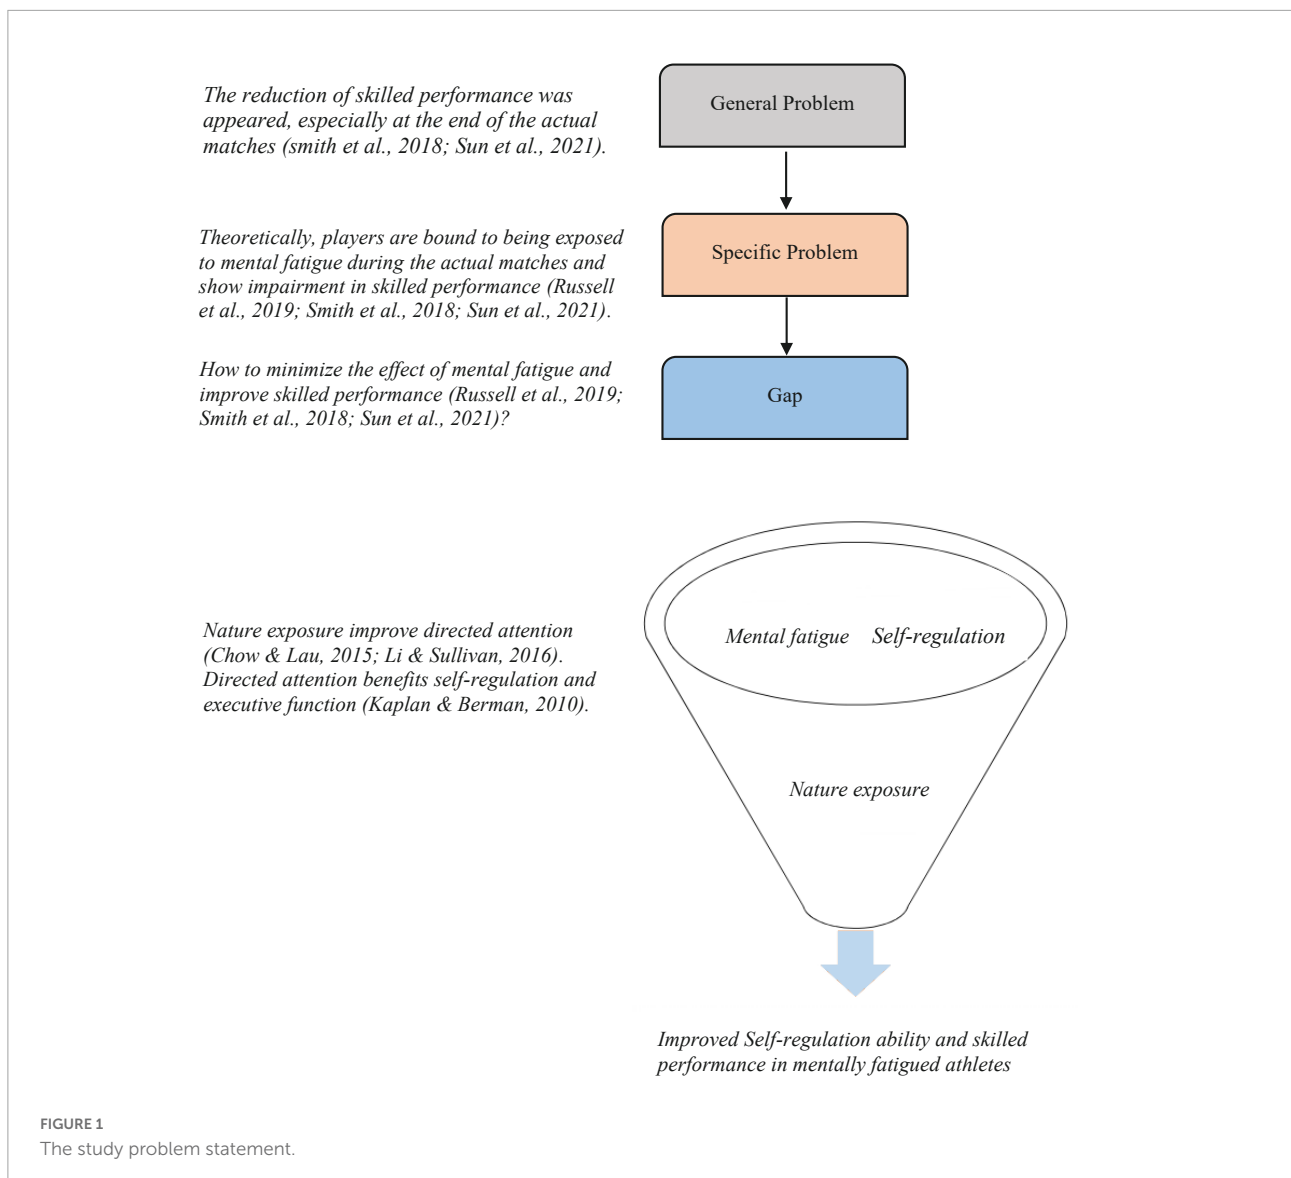 The reduction of skilled performance was
appeared, especially at the end of the actual
matches (smith et al., 2018; Sun et al., 2021).
General Problem
Theoretically, players are bound to being exposed
to mental fatigue during the actual matches and
show impairment in skilled performance (Russell
et al., 2019; Smith et al., 2018; Sun et al., 2021).
Specific Problem
How to minimize the effect of mental fatigue and
improve skilled performance (Russell et al., 2019;
Smith et al., 2018; Sun et al., 2021)?
Gap
Nature exposure improve directed attention
(Chow & Lau, 2015; Li & Sullivan, 2016).
Directed attention benefits self-regulation and
executive function (Kaplan & Berman, 2010).
Mental fatigue Self-regulation
Nature exposure
Improved Self-regulation ability and skilled
performance in mentally fatigued athletes
FIGURE 1
The study problem statement.